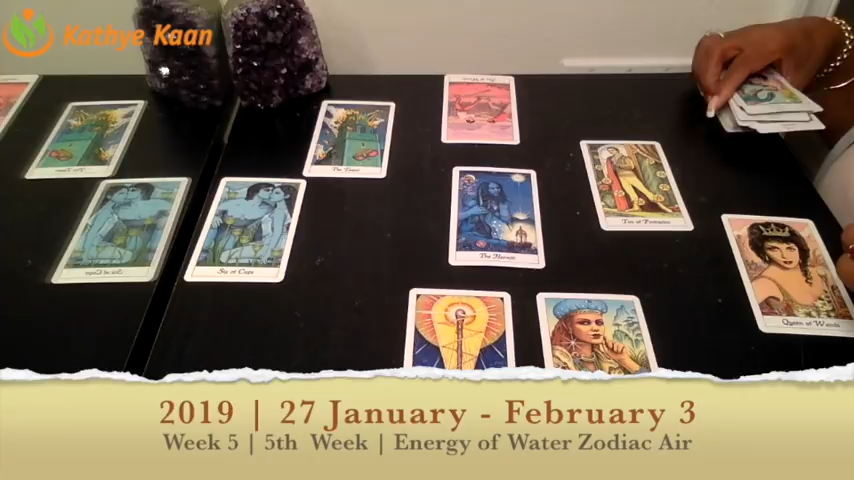 Kathye Kaan
The Tower
Six of Cups
The Hermit
Ten of Pentacles
Queen of Wands
2019 | 27 January - February 3
Week 5 | 5th Week | Energy of Water Zodiac Air